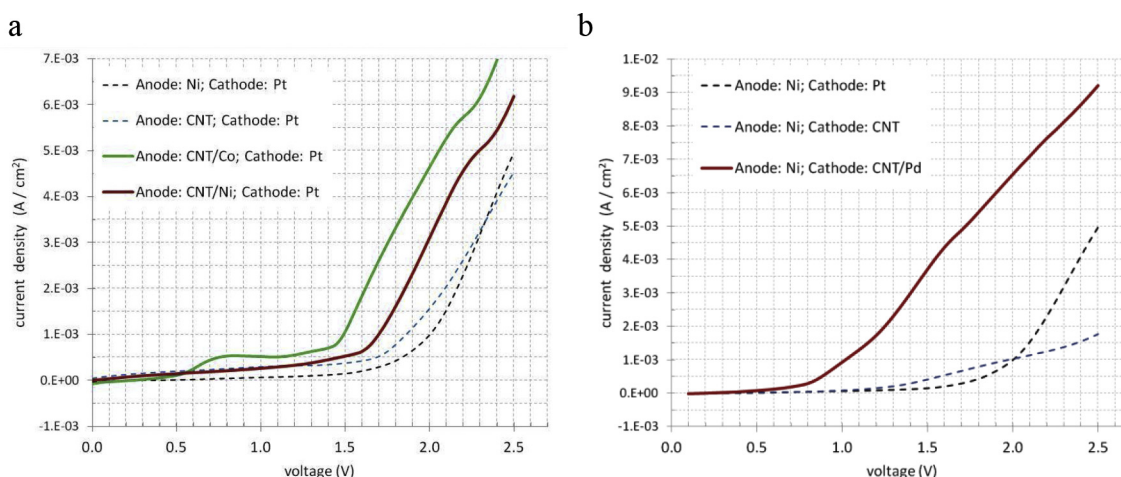 a
7.E-03
6.E-03
5.E-03
4.E-03
3.E-03
2.E-03
1.E-03
0.E+00
-1.E-03
current density (A / cm²)
Anode: Ni; Cathode: Pt
Anode: CNT; Cathode: Pt
Anode: CNT/Co; Cathode: Pt
Anode: CNT/Ni; Cathode: Pt
0.0 0.5 1.0 1.5 2.0 2.5
voltage (V)
b
1.E-02
9.E-03
8.E-03
7.E-03
6.E-03
5.E-03
4.E-03
3.E-03
2.E-03
1.E-03
0.E+00
-1.E-03
current density (A / cm²)
Anode: Ni; Cathode: Pt
Anode: Ni; Cathode: CNT
Anode: Ni; Cathode: CNT/Pd
0.0 0.5 1.0 1.5 2.0 2.5
voltage (V)